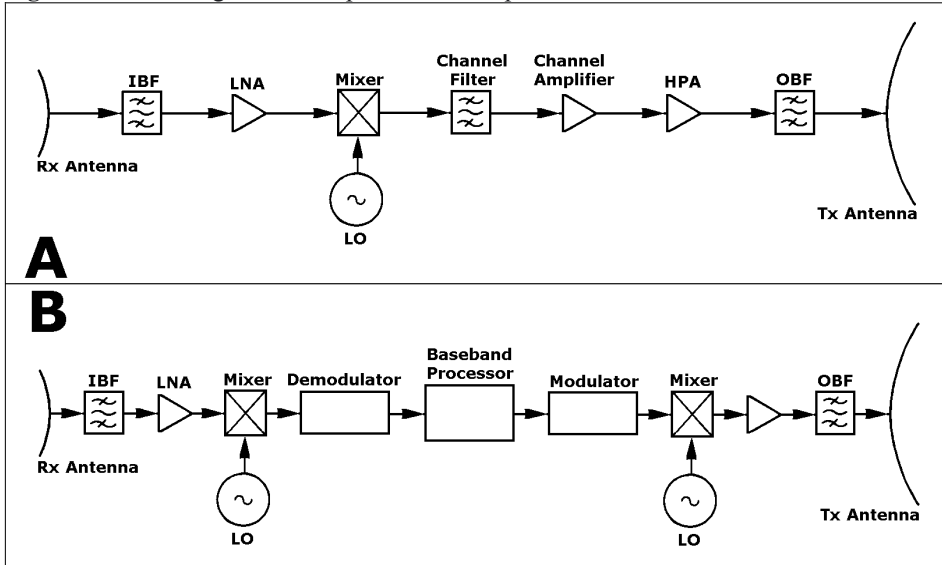 Channel Channel
IBF LNA Mixer Filter Amplifier HPA OBF
Rx Antenna
Tx Antenna
LO
A
B
Baseband
IBF LNA Mixer Demodulator Processor Modulator Mixer OBF
Rx Antenna
Tx Antenna
LO LO